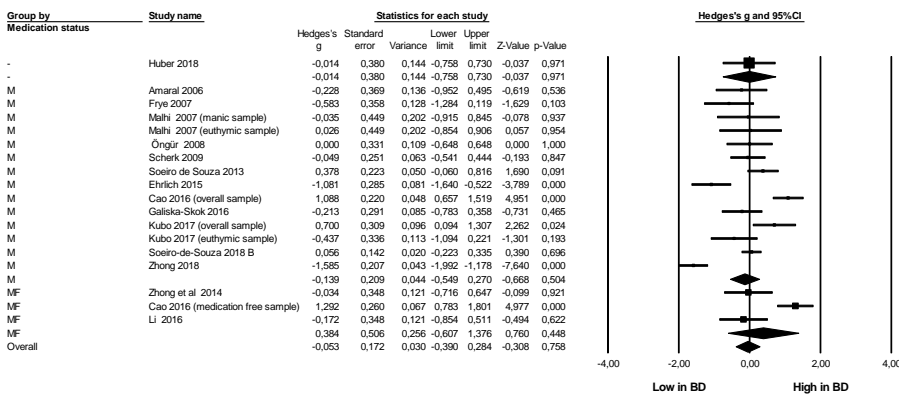 Group by Study name Statistics for each study Hedges's g and 95%CI
Medication status
Hedges's Standard Lower Upper
g error Variance limit limit Z-Value p-Value
- Huber 2018 -0,014 0,380 0,144 -0,758 0,730 -0,037 0,971
- -0,014 0,380 0,144 -0,758 0,730 -0,037 0,971
M Amaral 2006 -0,228 0,369 0,136 -0,952 0,495 -0,619 0,536
M Frye 2007 -0,583 0,358 0,128 -1,284 0,119 -1,629 0,103
M Malhi 2007 (manic sample) -0,035 0,449 0,202 -0,915 0,845 -0,078 0,937
M Malhi 2007 (euthymic sample) 0,026 0,449 0,202 -0,854 0,906 0,057 0,954
M Öngür 2008 0,000 0,331 0,109 -0,648 0,648 0,000 1,000
M Scherk 2009 -0,049 0,251 0,063 -0,541 0,444 -0,193 0,847
M Soeiro de Souza 2013 0,378 0,223 0,050 -0,060 0,816 1,690 0,091
M Ehrlich 2015 -1,081 0,285 0,081 -1,640 -0,522 -3,789 0,000
M Cao 2016 (overall sample) 1,088 0,220 0,048 0,657 1,519 4,951 0,000
M Galiska-Skok 2016 -0,213 0,291 0,085 -0,783 0,358 -0,731 0,465
M Kubo 2017 (overall sample) 0,700 0,309 0,096 0,094 1,307 2,262 0,024
M Kubo 2017 (euthymic sample) -0,437 0,336 0,113 -1,094 0,221 -1,301 0,193
M Soeiro-de-Souza 2018 B 0,056 0,142 0,020 -0,223 0,335 0,390 0,696
M Zhong 2018 -1,585 0,207 0,043 -1,992 -1,178 -7,640 0,000
M -0,139 0,209 0,044 -0,549 0,270 -0,668 0,504
MF Zhong et al 2014 -0,034 0,348 0,121 -0,716 0,647 -0,099 0,921
MF Cao 2016 (medication free sample) 1,292 0,260 0,067 0,783 1,801 4,977 0,000
MF Li 2016 -0,172 0,348 0,121 -0,854 0,511 -0,494 0,622
MF 0,384 0,506 0,256 -0,607 1,376 0,760 0,448
Overall -0,053 0,172 0,030 -0,390 0,284 -0,308 0,758
-4,00 -2,00 0,00 2,00 4,00
Low in BD High in BD